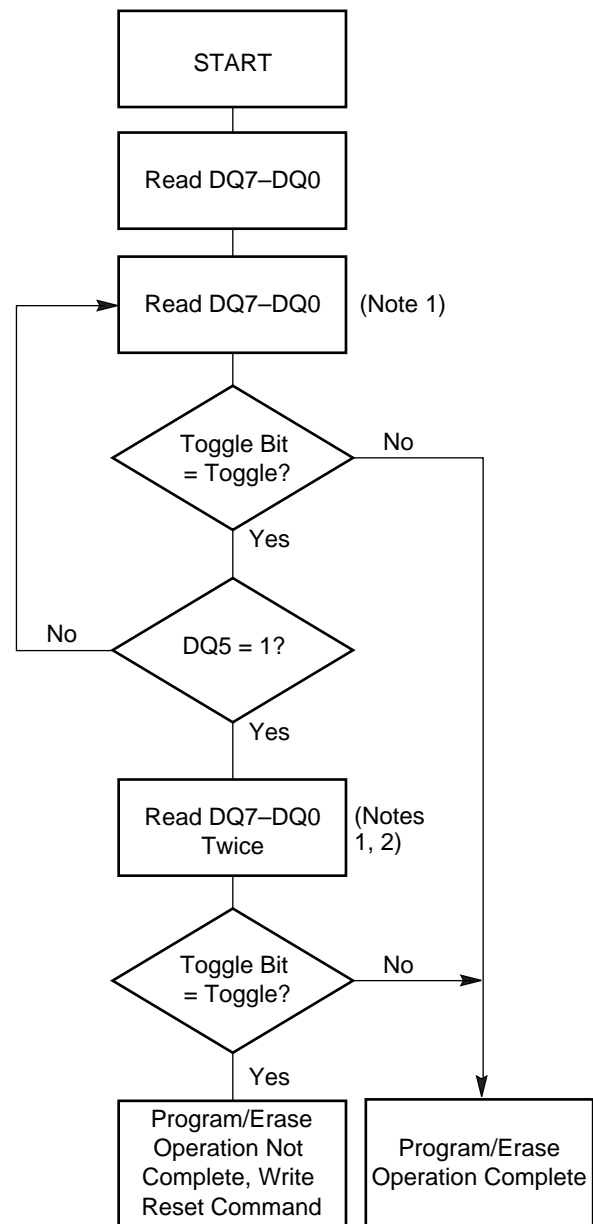 START
Read DQ7–DQ0
Read DQ7–DQ0
(Note 1)
Toggle Bit
= Toggle?
No
Yes
No
DQ5 = 1?
Yes
Read DQ7–DQ0
Twice
(Notes
1, 2)
Toggle Bit
= Toggle?
No
Yes
Program/Erase
Operation Not
Complete, Write
Reset Command
Program/Erase
Operation Complete